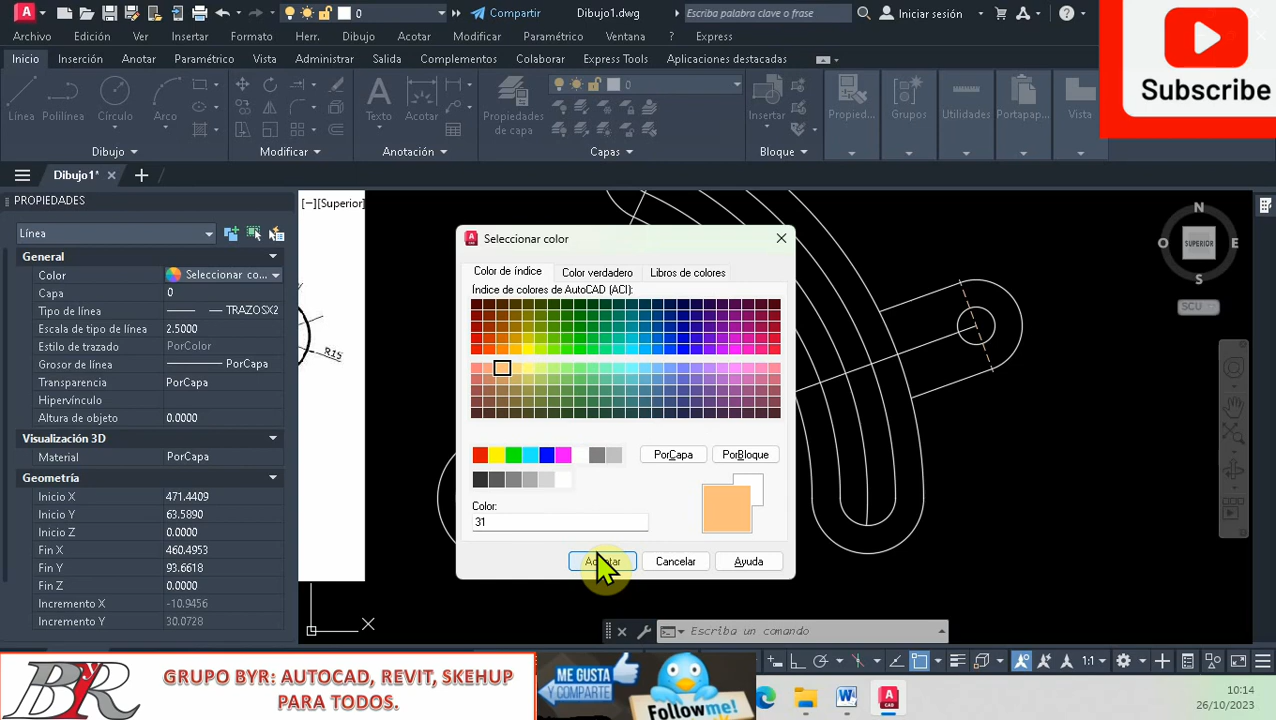 0
Compartir
Dibujo1.dwg
Escriba palabra clave o frase
Iniciar sesión
Archivo
Edición
Ver
Insertar
Formato
Herr.
Dibujo
Acotar
Modificar
Paramétrico
Ventana
?
Express
Inicio
Inserción
Anotar
Paramétrico
Vista
Administrar
Salida
Complementos
Colaborar
Express Tools
Aplicaciones destacadas
Subscribe
Línea
Polilínea
Círculo
Arco
Texto
Acotar
Propiedades
de capa
0
Insertar
Propied...
Grupos
Utilidades
Portapap...
Vista
Dibujo
Modificar
Anotación
Capas
Bloque
Dibujo1*
PROPIEDADES
Línea
General
Color Seleccionar co...
Capa 0
Tipo de línea TRAZOSX2
Escala de tipo de línea 2.5000
Estilo de trazado PorColor
Grosor de línea PorCapa
Transparencia PorCapa
Hipervínculo
Altura de objeto 0.0000
Visualización 3D
Material PorCapa
Geometría
Inicio X 471.4409
Inicio Y 63.5890
Inicio Z 0.0000
Fin X 460.4953
Fin Y 93.6618
Fin Z 0.0000
Incremento X -10.9456
Incremento Y 30.0728
[−][Superior]
R15
X
Seleccionar color
Color de índice
Color verdadero
Libros de colores
Índice de colores de AutoCAD (ACI):
PorCapa
PorBloque
Color:
31
Cancelar
Ayuda
N
O
SUPERIOR
E
S
SCU
Escriba un comando
1:1
ByR
GRUPO BYR: AUTOCAD, REVIT, SKEHUP
PARA TODOS.
ME GUSTA
Y COMPARTE
Follow me!
10:14
26/10/2023